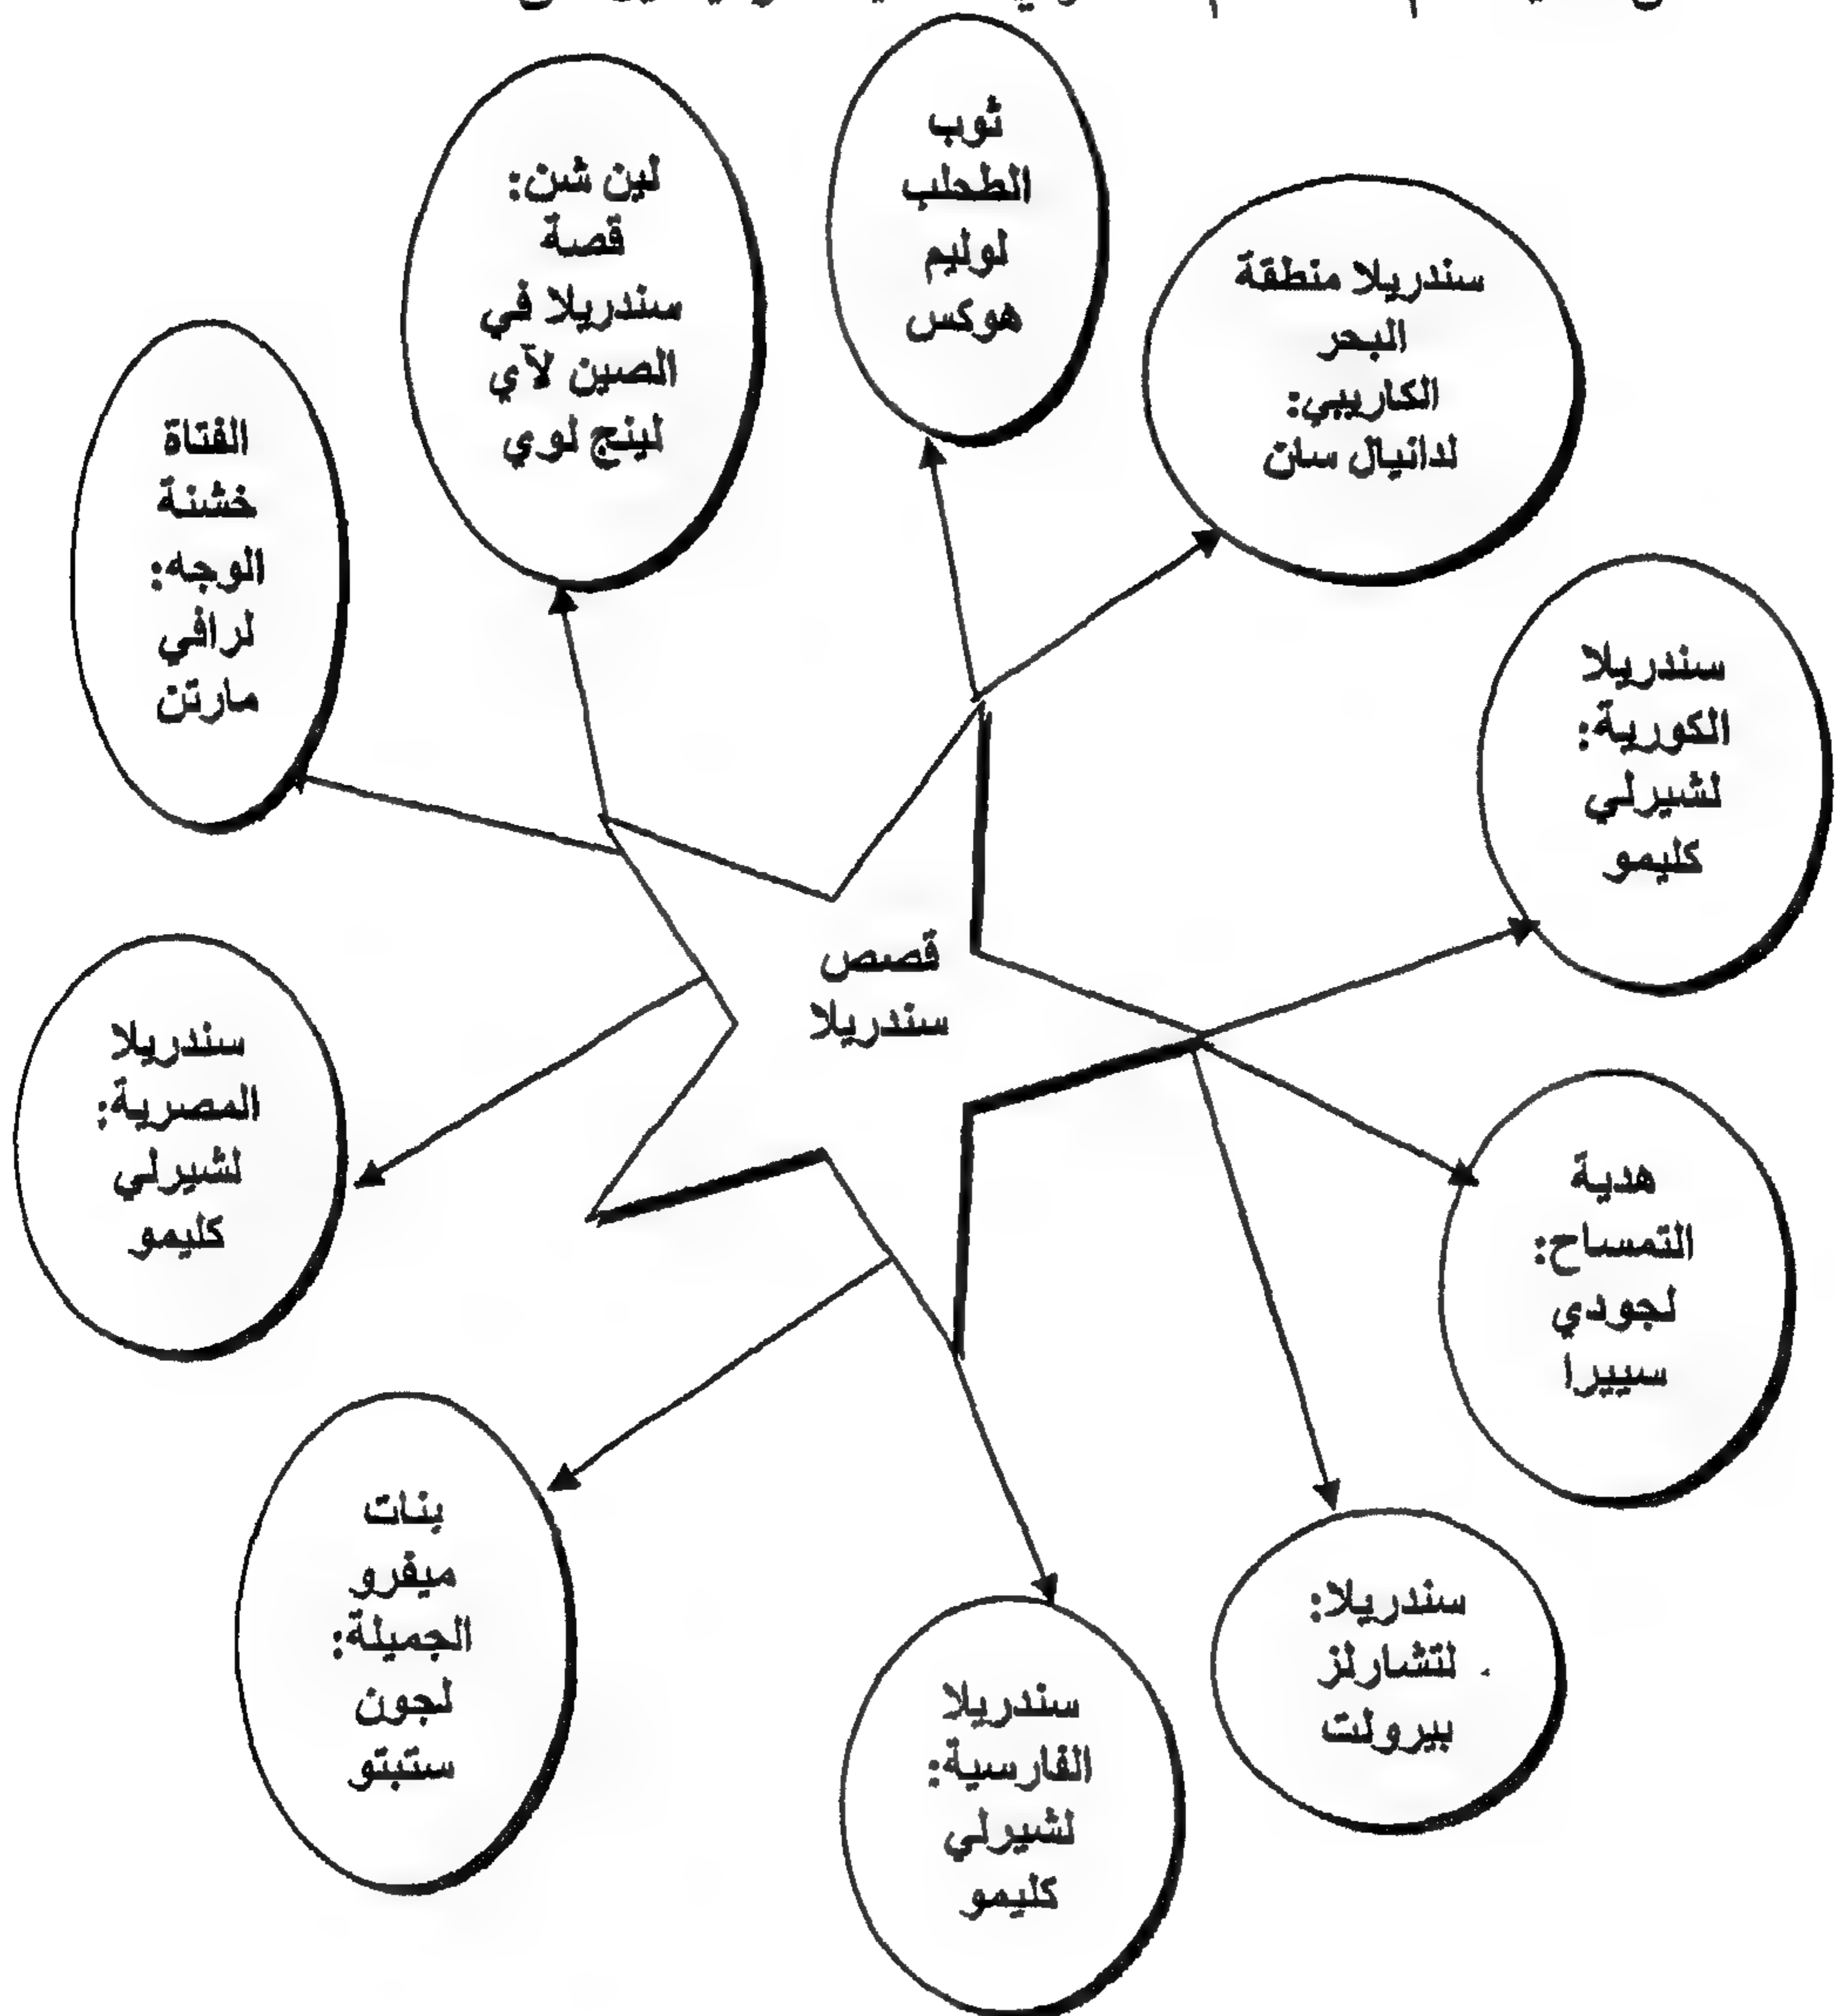 ثوب
الطحلب
لوليم
هوكس
لين شن:
قصة
سندريلا في
الصين لآي
لينج لوي
سندريلا منطقة
البحر
الكاريبي:
لدانيال سان
الفتاة
خشنة
الوجه:
لرافي
مارتن
سندريلا
الكورية:
لشيرلي
كليمو
قصص
سندريلا
سندريلا
المصرية:
لشيرلي
كليمو
هدية
التمساح:
لجودي
سييرا
بنات
ميفرو
الجميلة:
لجون
ستبتو
سندريلا:
لتشارلز
بيرولت
سندريلا
الفارسية:
لشيرلي
كليمو